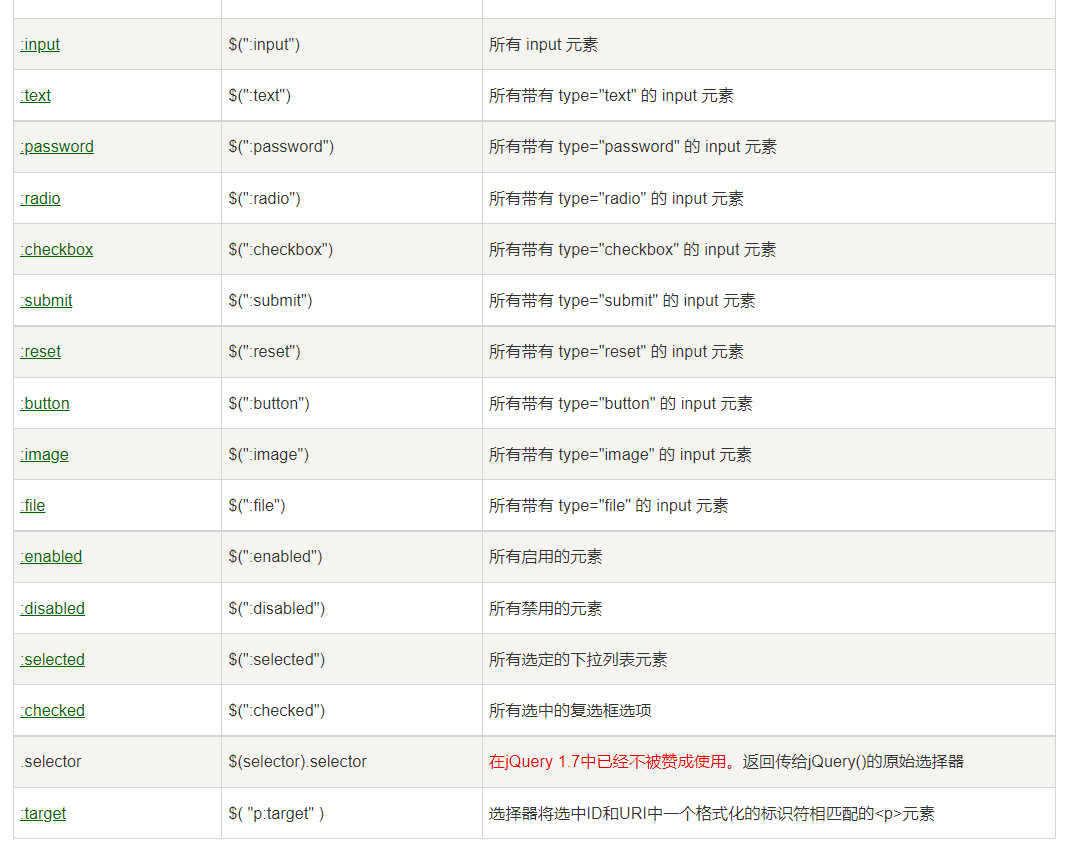 :input $(":input") 所有 input 元素
:text $(":text") 所有带有 type="text" 的 input 元素
:password $(":password") 所有带有 type="password" 的 input 元素
:radio $(":radio") 所有带有 type="radio" 的 input 元素
:checkbox $(":checkbox") 所有带有 type="checkbox" 的 input 元素
:submit $(":submit") 所有带有 type="submit" 的 input 元素
:reset $(":reset") 所有带有 type="reset" 的 input 元素
:button $(":button") 所有带有 type="button" 的 input 元素
:image $(":image") 所有带有 type="image" 的 input 元素
:file $(":file") 所有带有 type="file" 的 input 元素
:enabled $(":enabled") 所有启用的元素
:disabled $(":disabled") 所有禁用的元素
:selected $(":selected") 所有选定的下拉列表元素
:checked $(":checked") 所有选中的复选框选项
.selector $(selector).selector 在jQuery 1.7中已经不被赞成使用。返回传给jQuery()的原始选择器
:target $( "p:target" ) 选择器将选中ID和URI中一个格式化的标识符相匹配的<p>元素